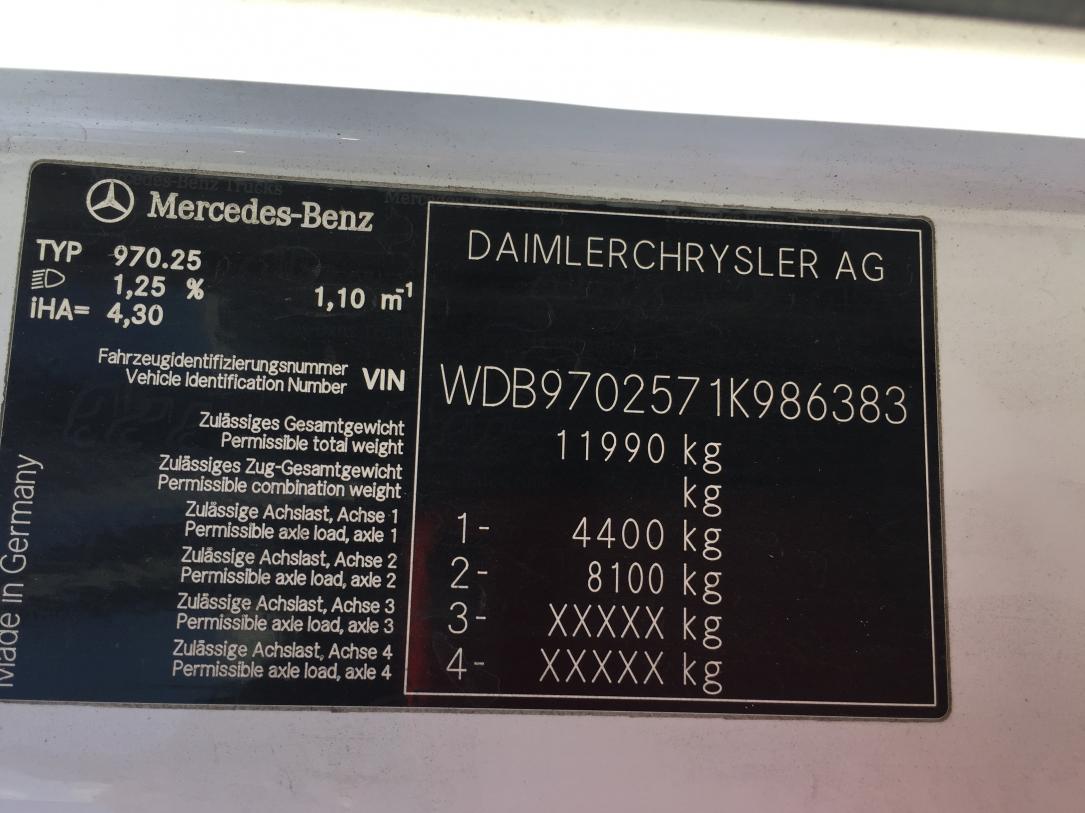 Mercedes-Benz
TYP 970.25
1,25 % 1,10 m⁻¹
iHA= 4,30
DAIMLERCHRYSLER AG
Fahrzeugidentifizierungsnummer
Vehicle Identification Number VIN WDB9702571K986383
Zulässiges Gesamtgewicht
Permissible total weight 11990 kg
Zulässiges Zug-Gesamtgewicht
Permissible combination weight kg
Zulässige Achslast, Achse 1
Permissible axle load, axle 1 1- 4400 kg
Zulässige Achslast, Achse 2
Permissible axle load, axle 2 2- 8100 kg
Zulässige Achslast, Achse 3
Permissible axle load, axle 3 3- XXXXX kg
Zulässige Achslast, Achse 4
Permissible axle load, axle 4 4- XXXXX kg
Made in Germany